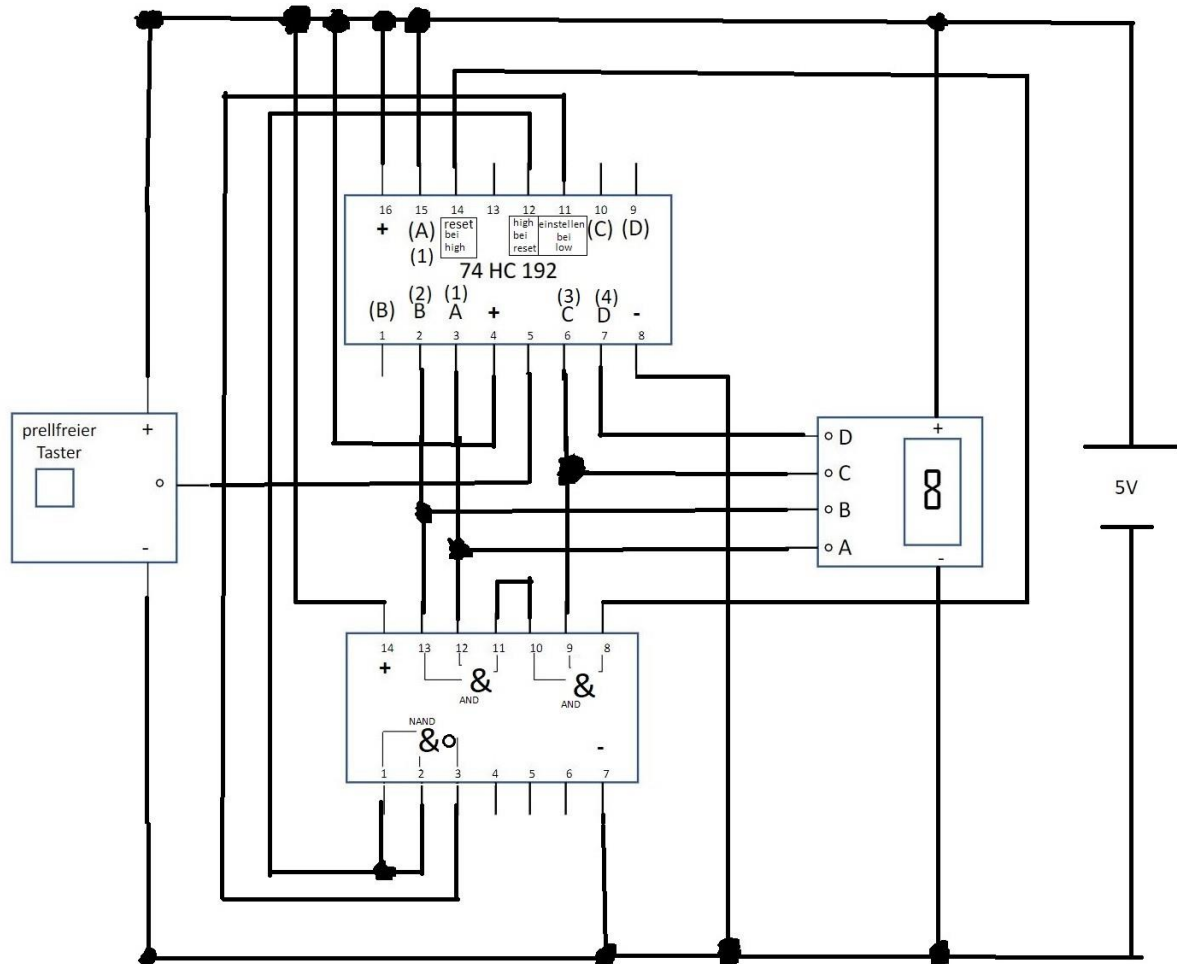 16 15 14 13 12 11 10 9
+ (A) reset high einstellen (C) (D)
bei bei bei
high reset low
(1)
74 HC 192
(2) (1) (3) (4)
(B) B A + C D -
1 2 3 4 5 6 7 8
prellfreier
Taster
+
-
+
D
C
B
A
8
-
5V
14 13 12 11 10 9 8
+ & &
AND AND
NAND
& -
1 2 3 4 5 6 7